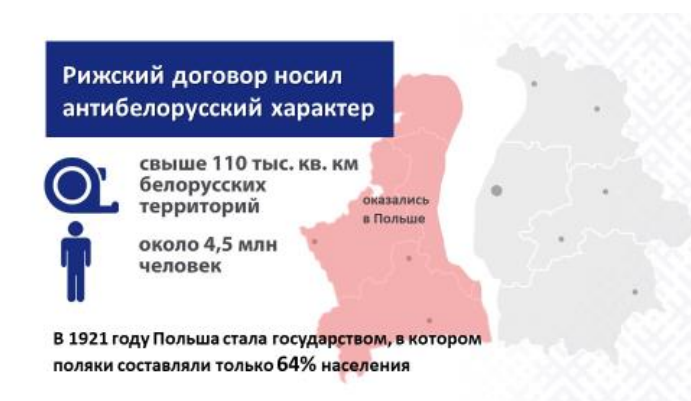 Рижский договор носил
антибелорусский характер
свыше 110 тыс. кв. км
белорусских
территорий
оказались
в Польше
около 4,5 млн
человек
В 1921 году Польша стала государством, в котором
поляки составляли только 64% населения